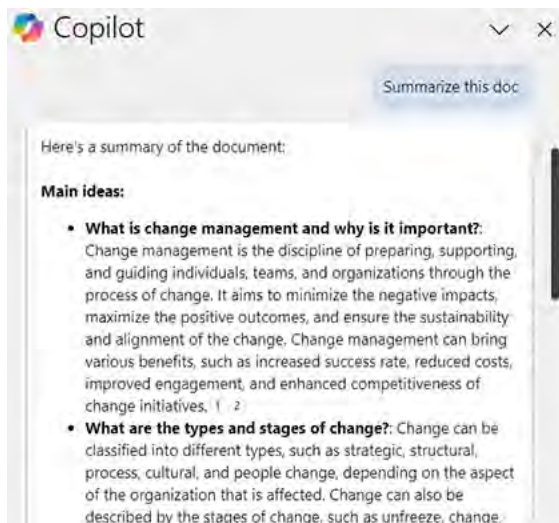 Copilot
Summarize this doc
Here's a summary of the document:
Main ideas:
• What is change management and why is it important?:
Change management is the discipline of preparing, supporting,
and guiding individuals, teams, and organizations through the
process of change. It aims to minimize the negative impacts,
maximize the positive outcomes, and ensure the sustainability
and alignment of the change. Change management can bring
various benefits, such as increased success rate, reduced costs,
improved engagement, and enhanced competitiveness of
change initiatives. 1 2
• What are the types and stages of change?: Change can be
classified into different types, such as strategic, structural,
process, cultural, and people change, depending on the aspect
of the organization that is affected. Change can also be
described by the stages of change, such as unfreeze, change,